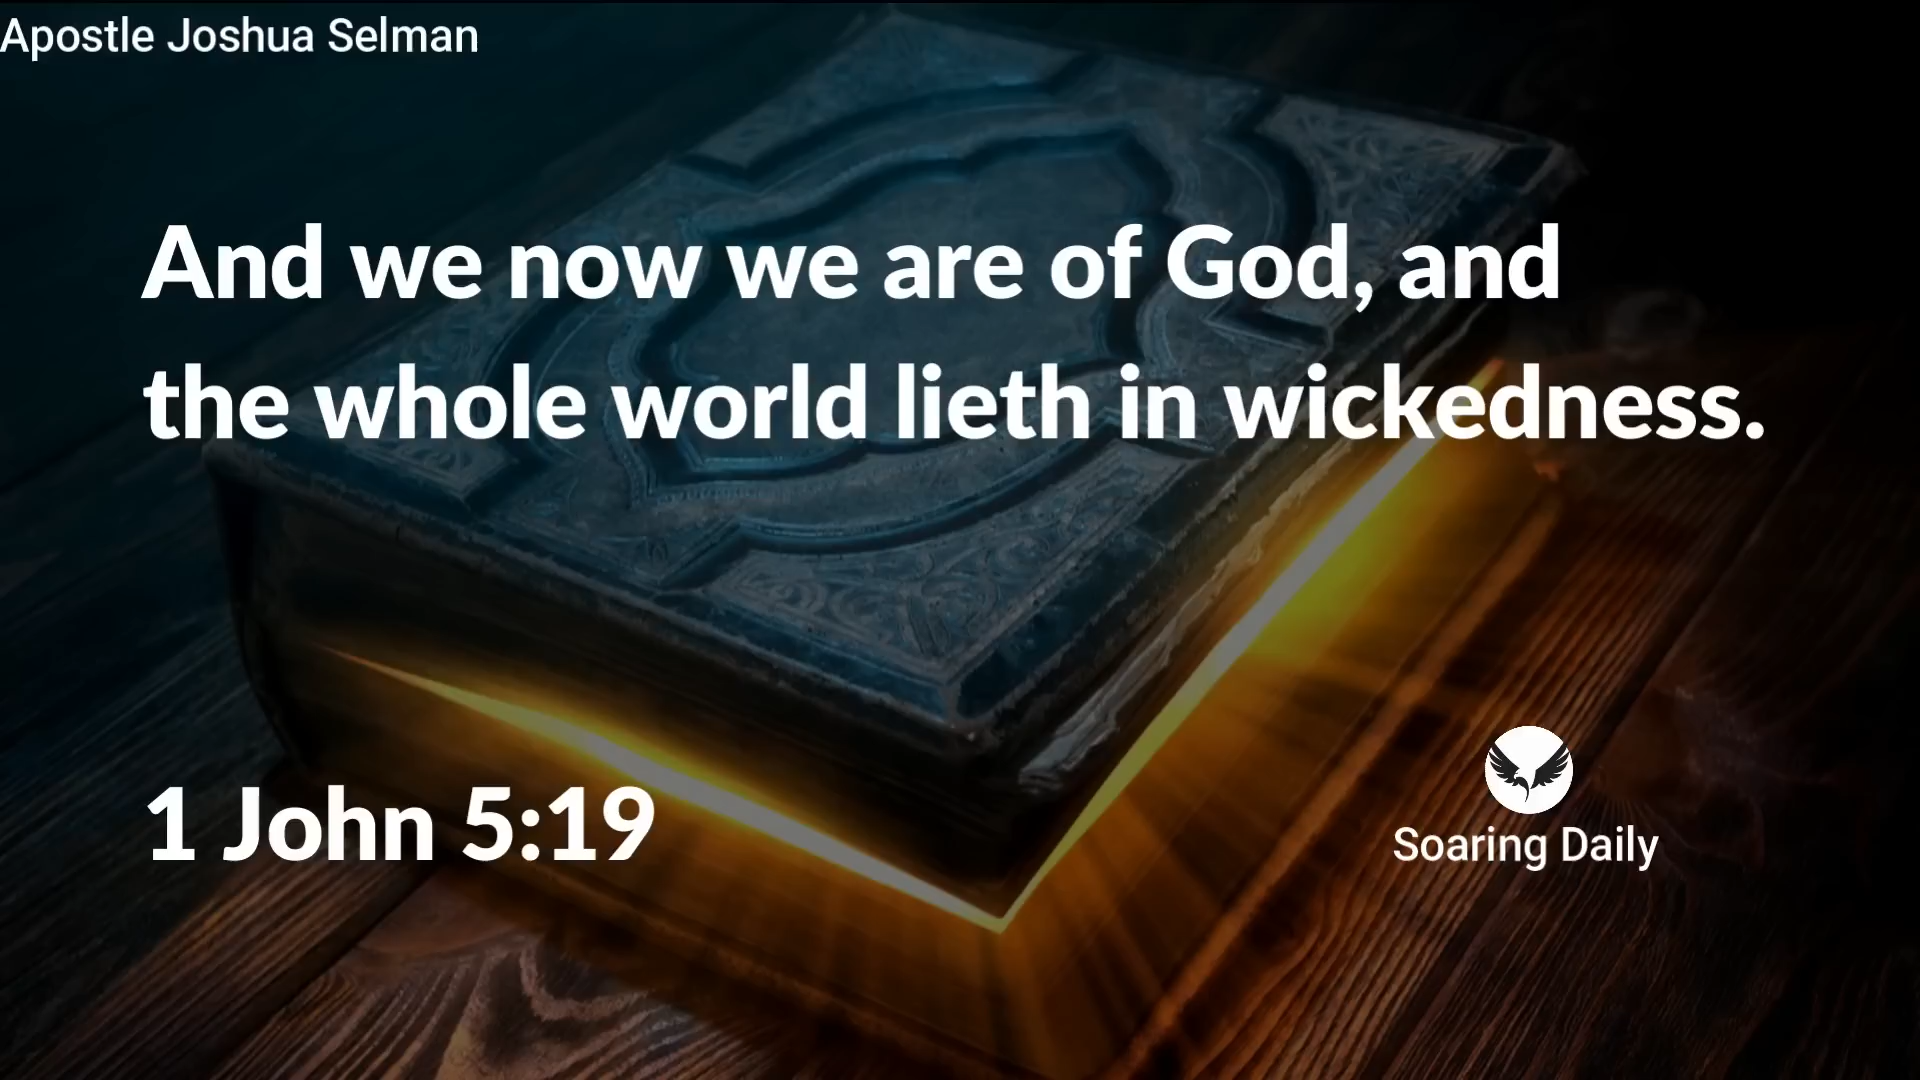 Apostle Joshua Selman
And we now we are of God, and
the whole world lieth in wickedness.
1 John 5:19
Soaring Daily